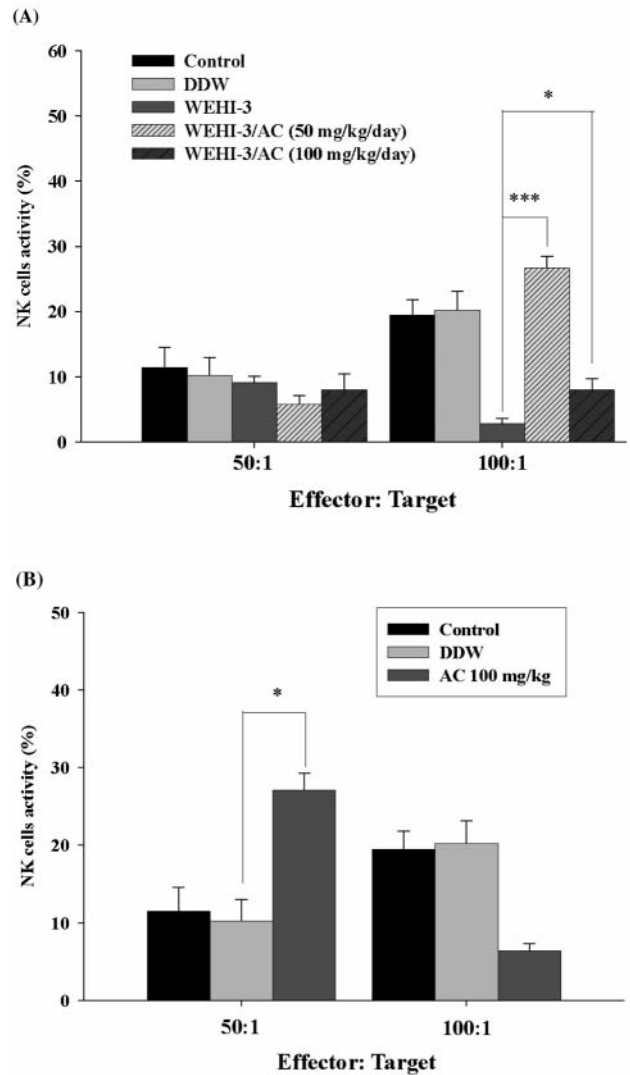 (A)
60
50
40
30
20
10
0
NK cells activity (%)
Control
DDW
WEHI-3
WEHI-3/AC (50 mg/kg/day)
WEHI-3/AC (100 mg/kg/day)
*
***
50:1
100:1
Effector: Target
(B)
50
40
30
20
10
0
NK cells activity (%)
Control
DDW
AC 100 mg/kg
*
50:1
100:1
Effector: Target